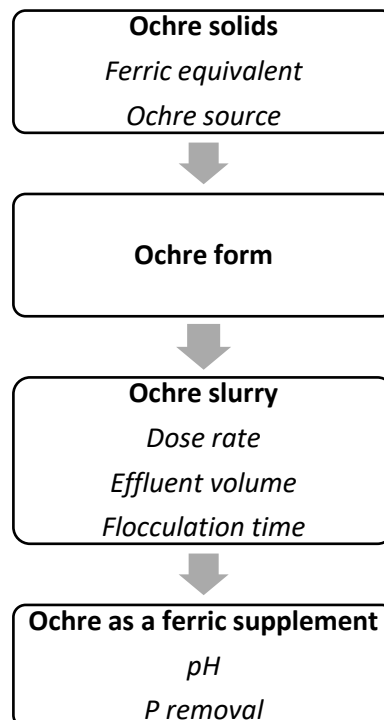 Ochre solids
Ferric equivalent
Ochre source
Ochre form
Ochre slurry
Dose rate
Effluent volume
Flocculation time
Ochre as a ferric supplement
pH
P removal